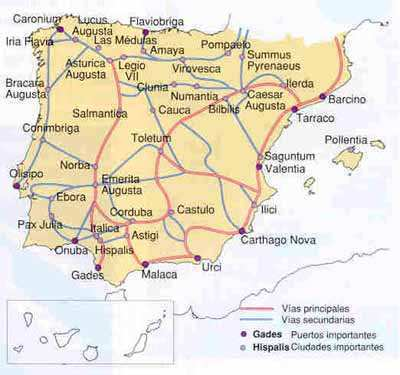 Caronium
Lucus
Augusta
Flaviobriga
Iria Flavia
Las Médulas
Amaya
Pompaelo
Summus
Pyrenaeus
Asturica
Augusta
Legio
VII
Virovesca
Bracara
Augusta
Clunia
Numantia
Ilerda
Caesar
Augusta
Bilbilis
Barcino
Salmantica
Cauca
Tarraco
Conimbriga
Toletum
Pollentia
Norba
Saguntum
Valentia
Olisipo
Emerita
Augusta
Ebora
Pax Julia
Corduba
Castulo
Ilici
Italica
Hispalis
Astigi
Onuba
Carthago Nova
Gades
Malaca
Urci
Vías principales
Vías secundarias
Gades Puertos importantes
Hispalis Ciudades importantes